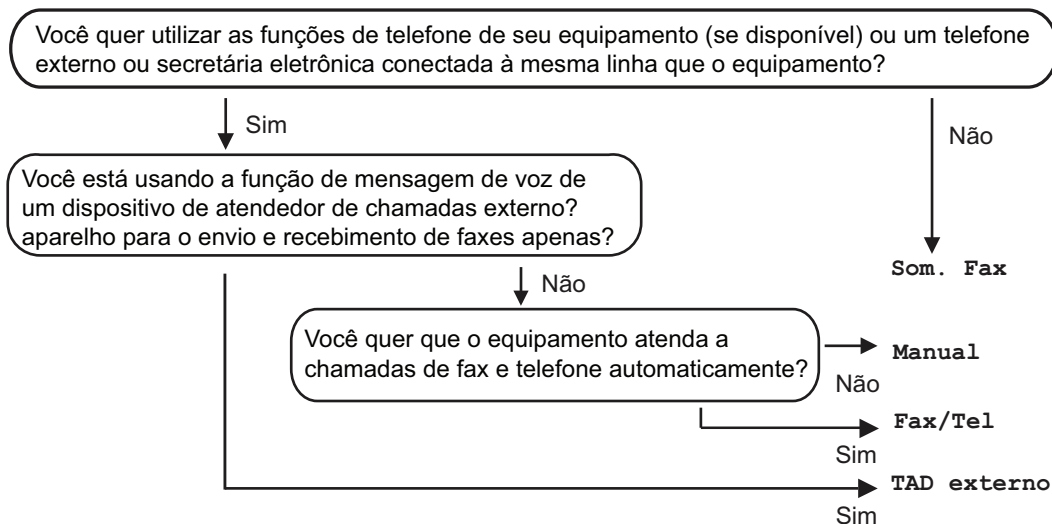 Você quer utilizar as funções de telefone de seu equipamento (se disponível) ou um telefone
externo ou secretária eletrônica conectada à mesma linha que o equipamento?
Sim
Não
Você está usando a função de mensagem de voz de
um dispositivo de atendedor de chamadas externo?
aparelho para o envio e recebimento de faxes apenas?
Som. Fax
Não
Você quer que o equipamento atenda a
chamadas de fax e telefone automaticamente?
Manual
Não
Fax/Tel
Sim
TAD externo
Sim